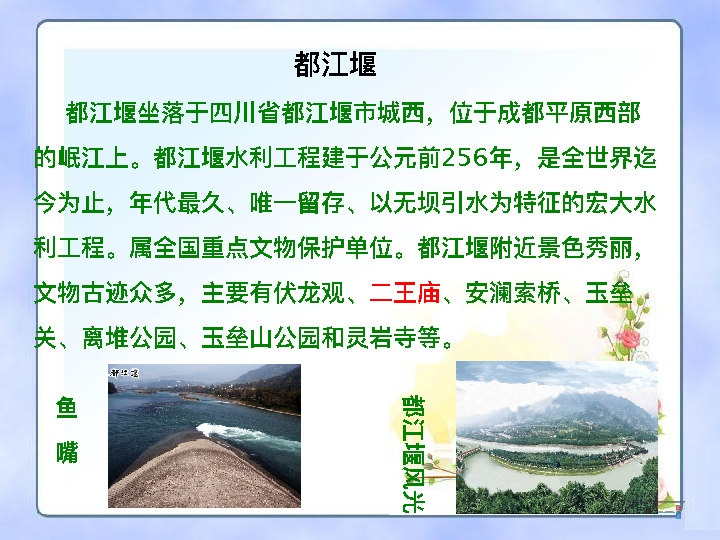 都江堰
都江堰坐落于四川省都江堰市城西，位于成都平原西部
的岷江上。都江堰水利工程建于公元前256年，是全世界迄
今为止，年代最久、唯一留存、以无坝引水为特征的宏大水
利工程。属全国重点文物保护单位。都江堰附近景色秀丽，
文物古迹众多，主要有伏龙观、二王庙、安澜索桥、玉垒
关、离堆公园、玉垒山公园和灵岩寺等。
都江堰
鱼嘴
都江堰风光